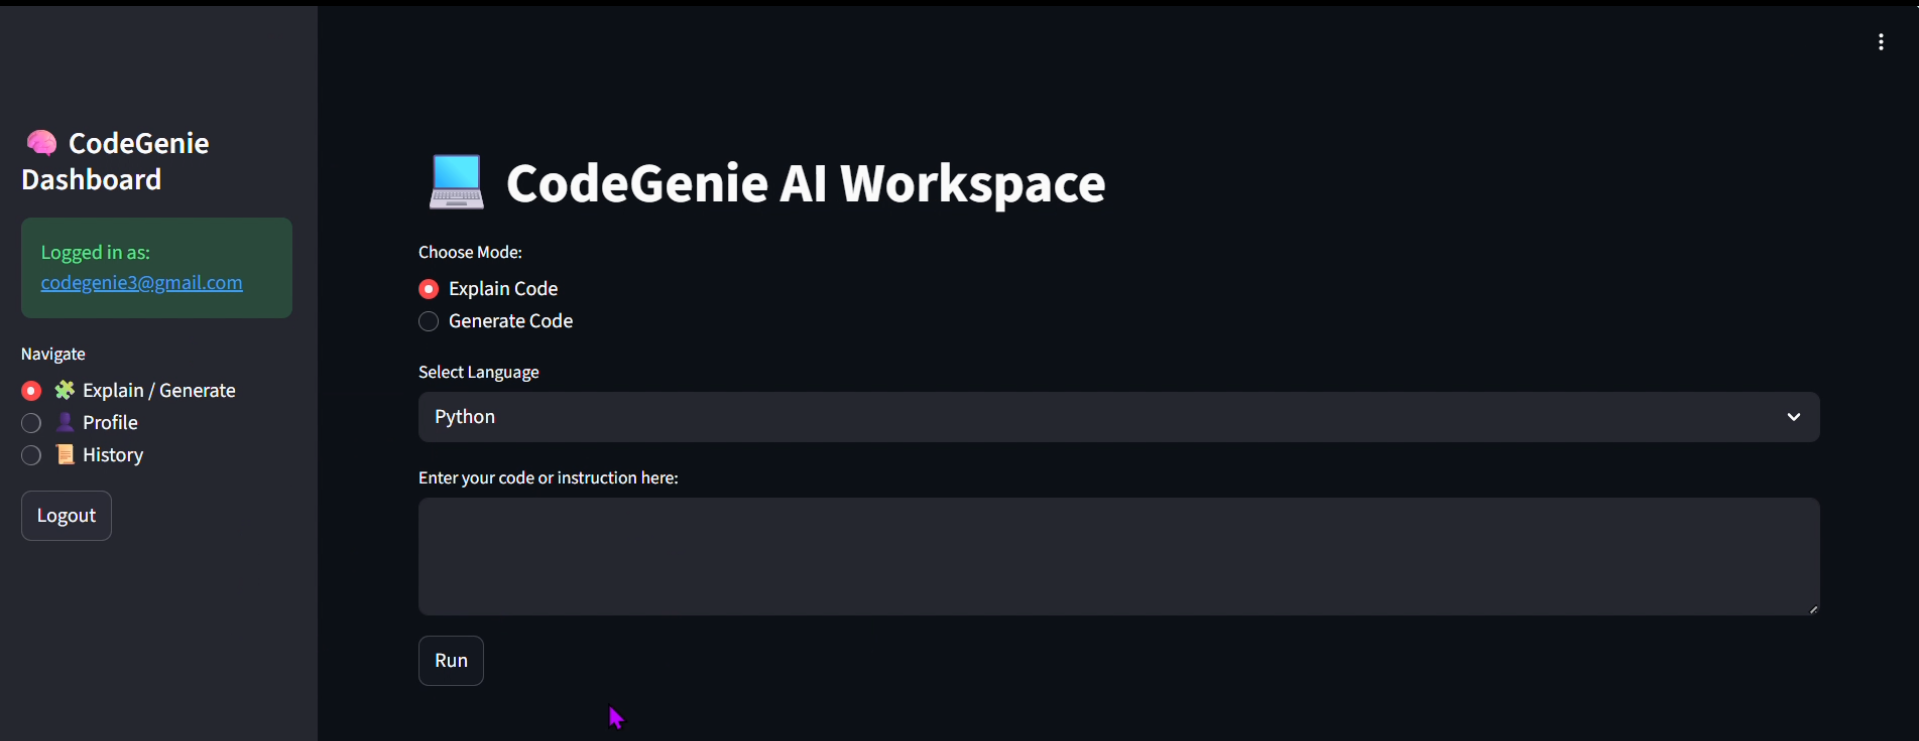 CodeGenie
Dashboard
Logged in as:
codegenie3@gmail.com
Navigate
Explain / Generate
Profile
History
Logout
CodeGenie AI Workspace
Choose Mode:
Explain Code
Generate Code
Select Language
Python
Enter your code or instruction here:
Run